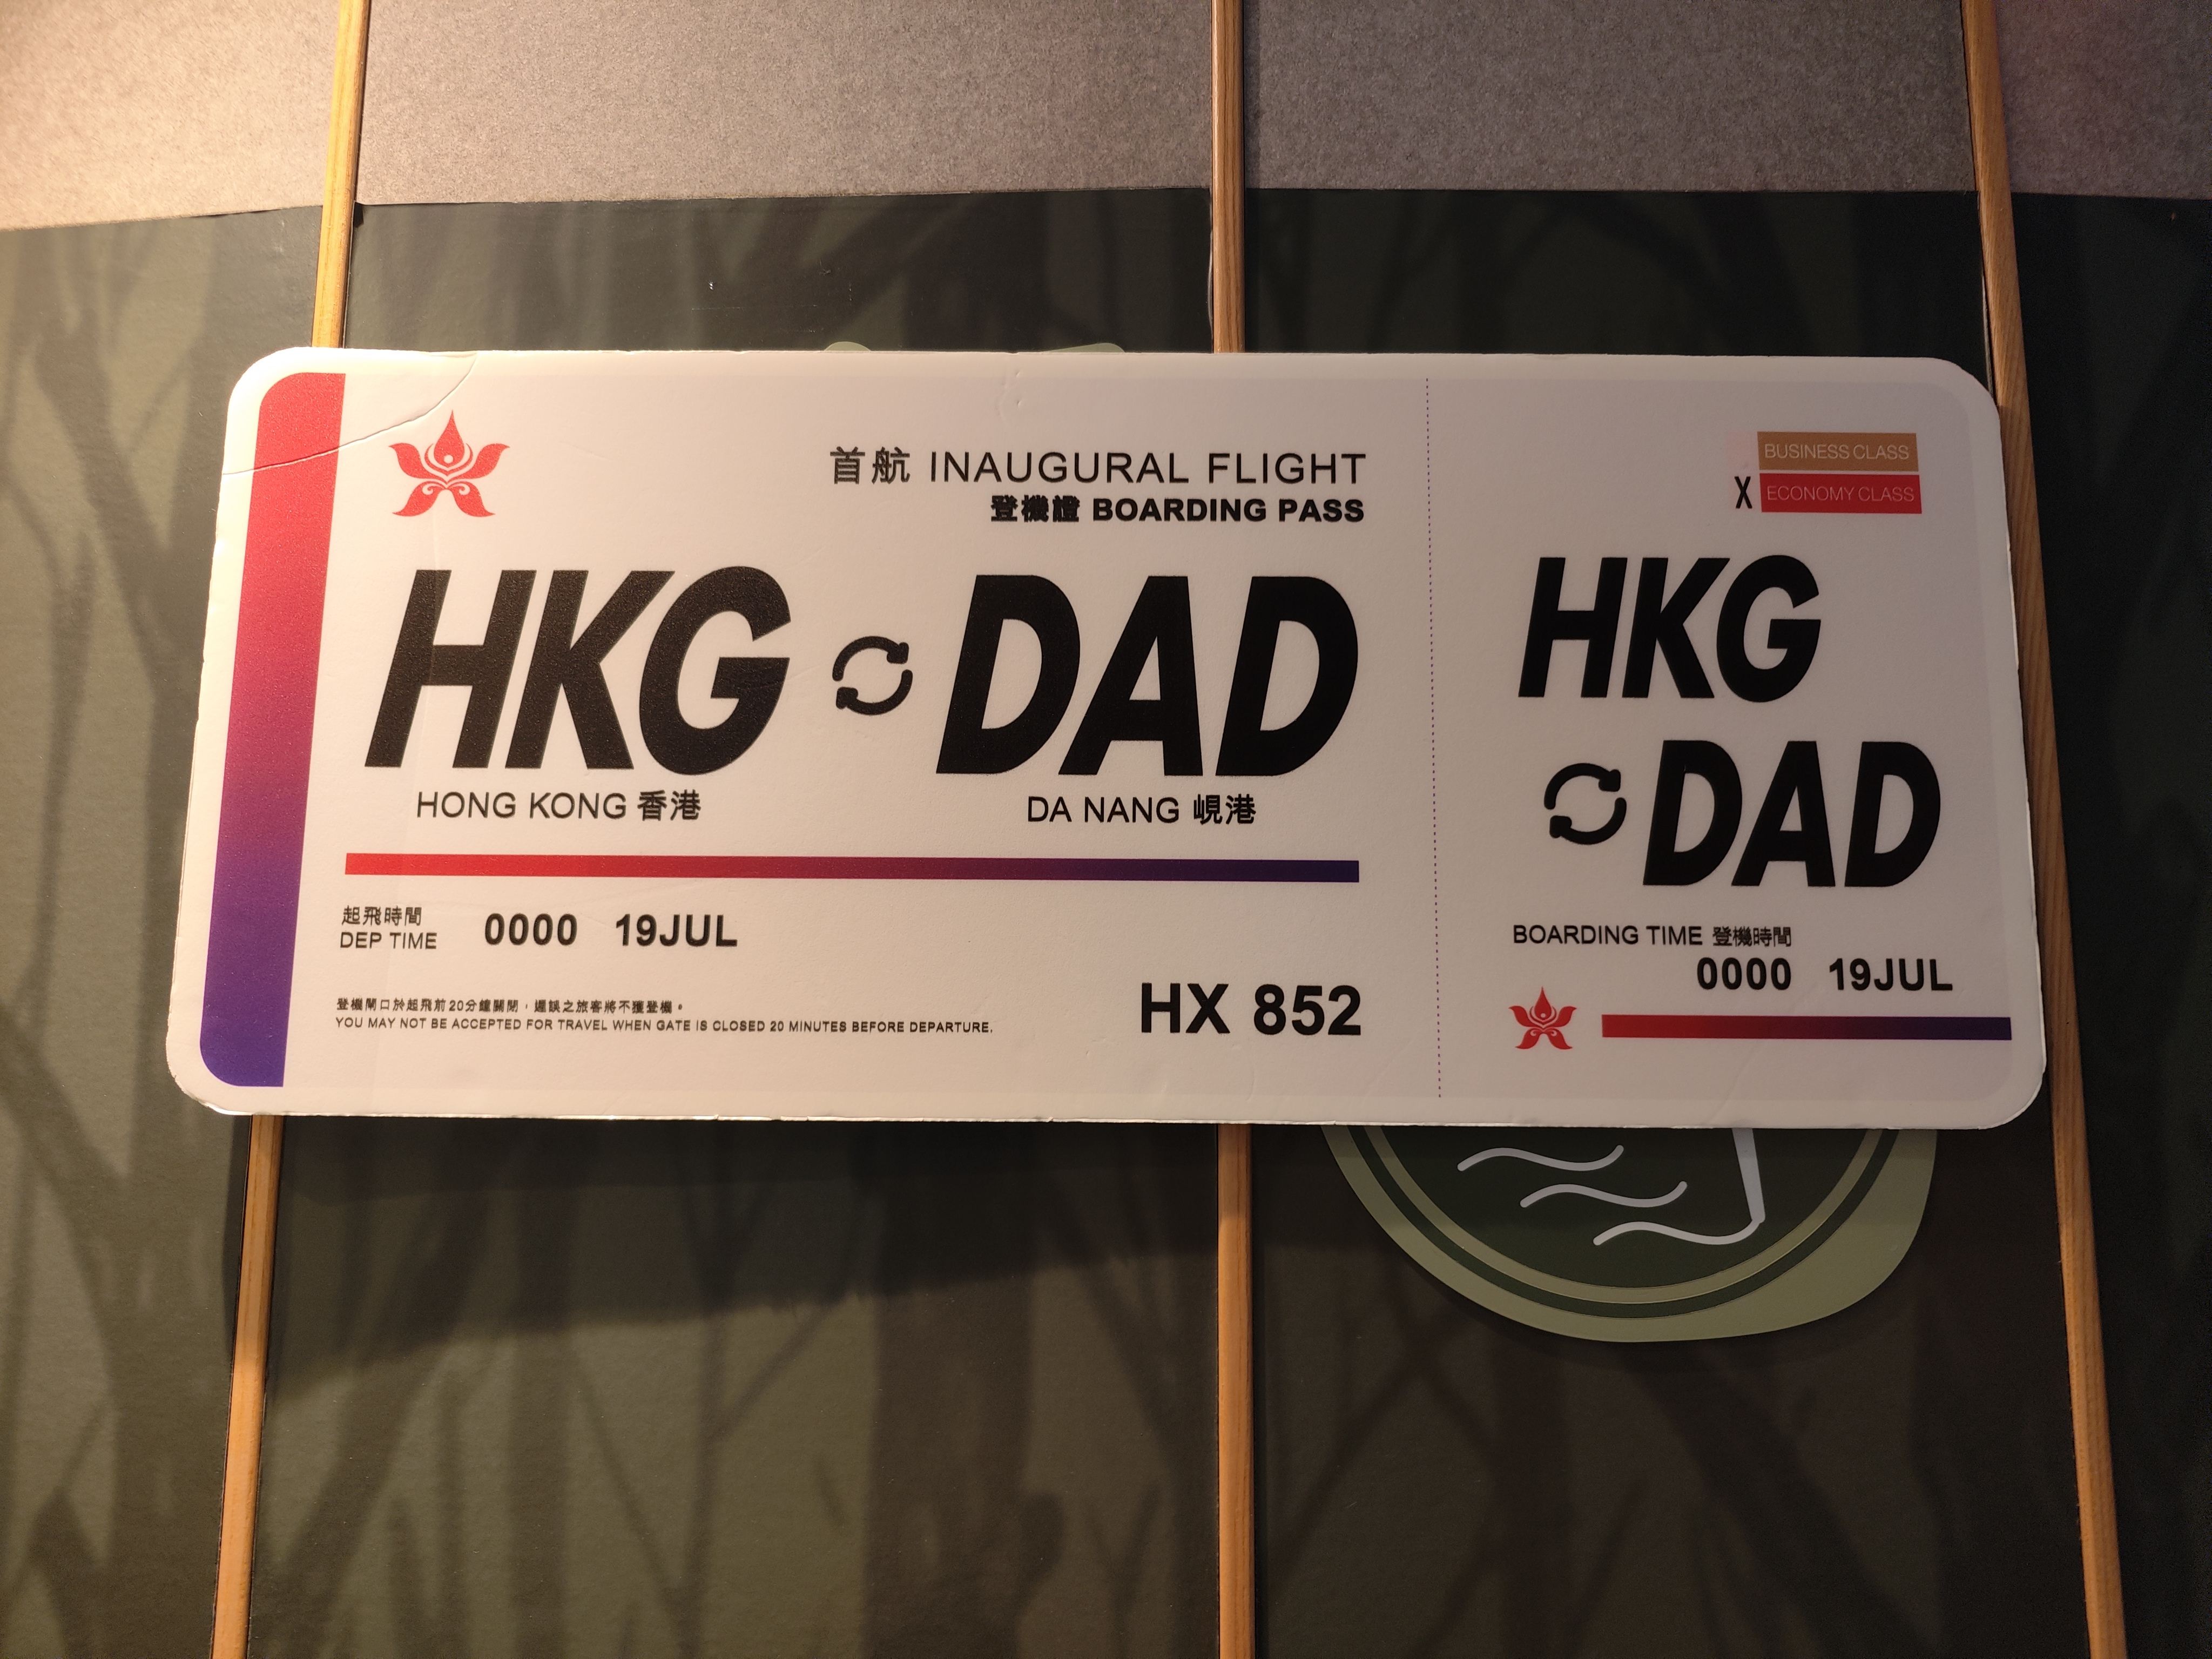 首航 INAUGURAL FLIGHT
登機證 BOARDING PASS
HKG DAD
HONG KONG 香港
DA NANG 峴港
起飛時間
DEP TIME
0000 19JUL
登機閘口於起飛前20分鐘關閉，遲誤之旅客將不獲登機。
YOU MAY NOT BE ACCEPTED FOR TRAVEL WHEN GATE IS CLOSED 20 MINUTES BEFORE DEPARTURE.
HX 852
BUSINESS CLASS
X ECONOMY CLASS
HKG
DAD
BOARDING TIME 登機時間
0000 19JUL